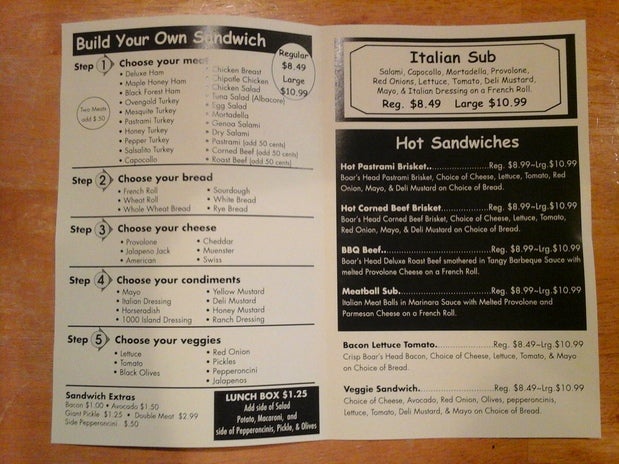 Build Your Own Sandwich
Regular
$8.49
Large
$10.99
Step 1 Choose your meat
• Deluxe Ham
• Maple Honey Ham
• Black Forest Ham
• Ovengold Turkey
• Mesquite Turkey
• Pastrami Turkey
• Honey Turkey
• Pepper Turkey
• Salsalito Turkey
• Capocollo
• Chicken Breast
• Chipotle Chicken
• Chicken Salad
• Tuna Salad (Albacore)
• Egg Salad
• Mortadella
• Genoa Salami
• Dry Salami
• Pastrami (add 50 cents)
• Corned Beef (add 50 cents)
• Roast Beef (add 50 cents)
Two Meats
add $.50
Step 2 Choose your bread
• French Roll
• Wheat Roll
• Whole Wheat Bread
• Sourdough
• White Bread
• Rye Bread
Step 3 Choose your cheese
• Provolone
• Jalapeno Jack
• American
• Cheddar
• Muenster
• Swiss
Step 4 Choose your condiments
• Mayo
• Italian Dressing
• Horseradish
• 1000 Island Dressing
• Yellow Mustard
• Deli Mustard
• Honey Mustard
• Ranch Dressing
Step 5 Choose your veggies
• Lettuce
• Tomato
• Black Olives
• Red Onion
• Pickles
• Pepperoncini
• Jalapenos
Sandwich Extras
Bacon $1.00 • Avocado $1.50
Giant Pickle $1.25 • Double Meat $2.99
Side Pepperoncini $.50
LUNCH BOX $1.25
Add side of Salad
Potato, Macaroni, and
side of Pepperoncinis, Pickle, & Olives
Italian Sub
Salami, Capocollo, Mortadella, Provolone,
Red Onions, Lettuce, Tomato, Deli Mustard,
Mayo, & Italian Dressing on a French Roll.
Reg. $8.49 Large $10.99
Hot Sandwiches
Hot Pastrami Brisket..................Reg. $8.99~Lrg.$10.99
Boar's Head Pastrami Brisket, Choice of Cheese, Lettuce, Tomato, Red
Onion, Mayo, & Deli Mustard on Choice of Bread.
Hot Corned Beef Brisket..............Reg. $8.99~Lrg.$10.99
Boar's Head Corned Beef Brisket, Choice of Cheese, Lettuce, Tomato,
Red Onion, Mayo, & Deli Mustard on Choice of Bread.
BBQ Beef..............................Reg. $8.99~Lrg.$10.99
Boar's Head Deluxe Roast Beef smothered in Tangy Barbeque Sauce with
melted Provolone Cheese on a French Roll.
Meatball Sub..........................Reg. $8.99~Lrg.$10.99
Italian Meat Balls in Marinara Sauce with Melted Provolone and
Parmesan Cheese on a French Roll.
Bacon Lettuce Tomato.................Reg. $8.49~Lrg.$10.99
Crisp Boar's Head Bacon, Choice of Cheese, Lettuce, Tomato, & Mayo
on Choice of Bread.
Veggie Sandwich......................Reg. $8.49~Lrg.$10.99
Choice of Cheese, Avocado, Red Onion, Olives, pepperoncinis,
Lettuce, Tomato, Deli Mustard, & Mayo on Choice of Bread.